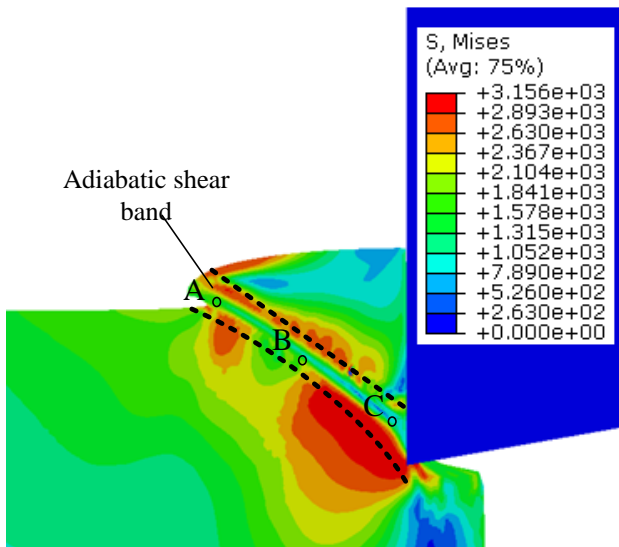 S, Mises
(Avg: 75%)
+3.156e+03
+2.893e+03
+2.630e+03
+2.367e+03
+2.104e+03
+1.841e+03
+1.578e+03
+1.315e+03
+1.052e+03
+7.890e+02
+5.260e+02
+2.630e+02
+0.000e+00
Adiabatic shear
band
A
B
C